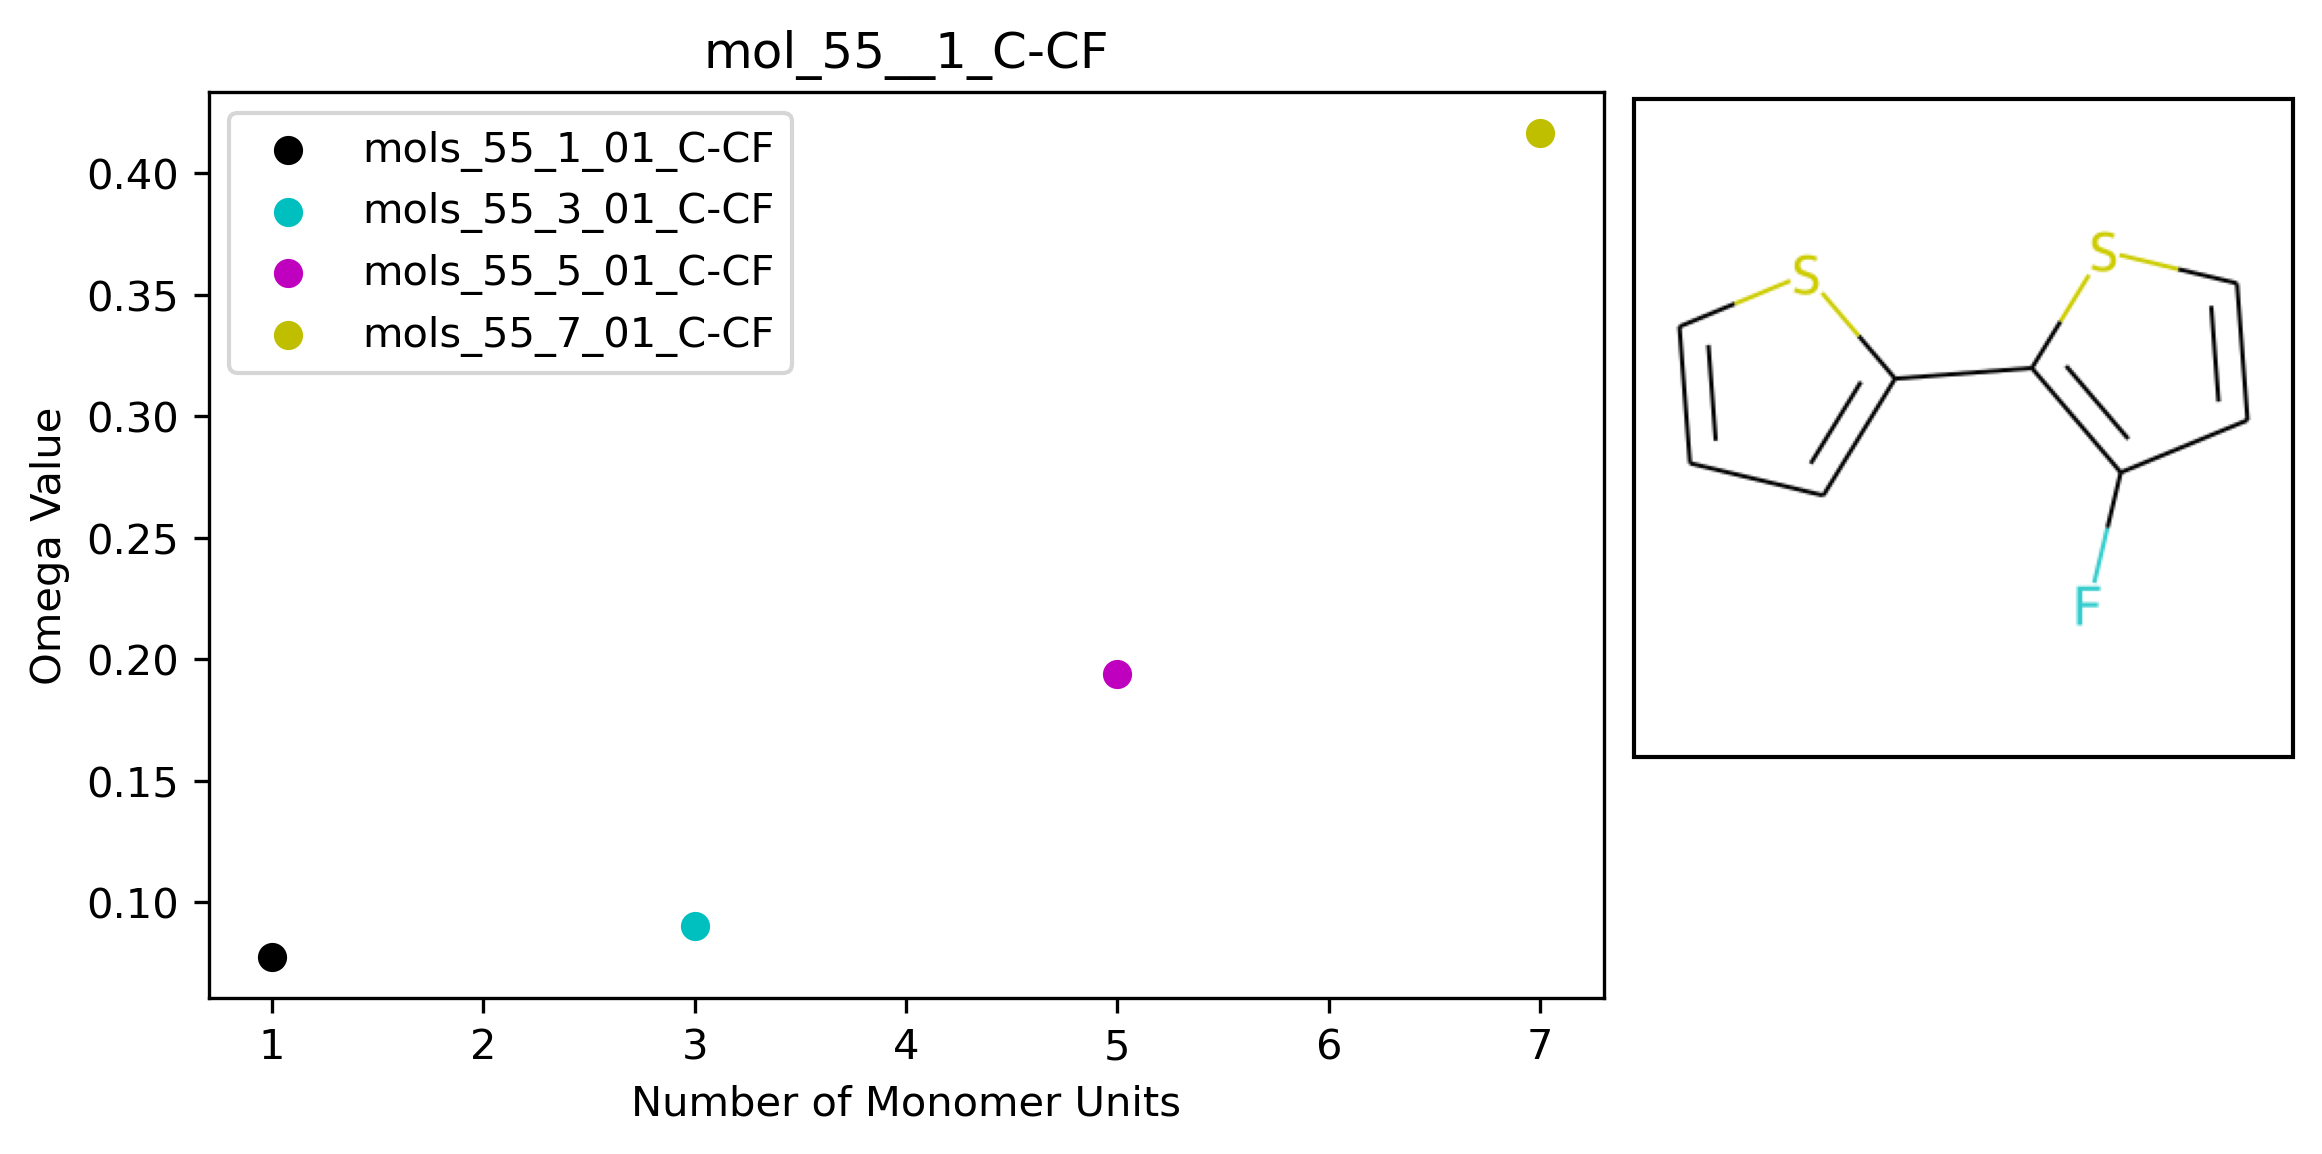 mol_55__1_C-CF
mols_55_1_01_C-CF
mols_55_3_01_C-CF
mols_55_5_01_C-CF
mols_55_7_01_C-CF
Omega Value
0.40
0.35
0.30
0.25
0.20
0.15
0.10
1 2 3 4 5 6 7
Number of Monomer Units
S S
F